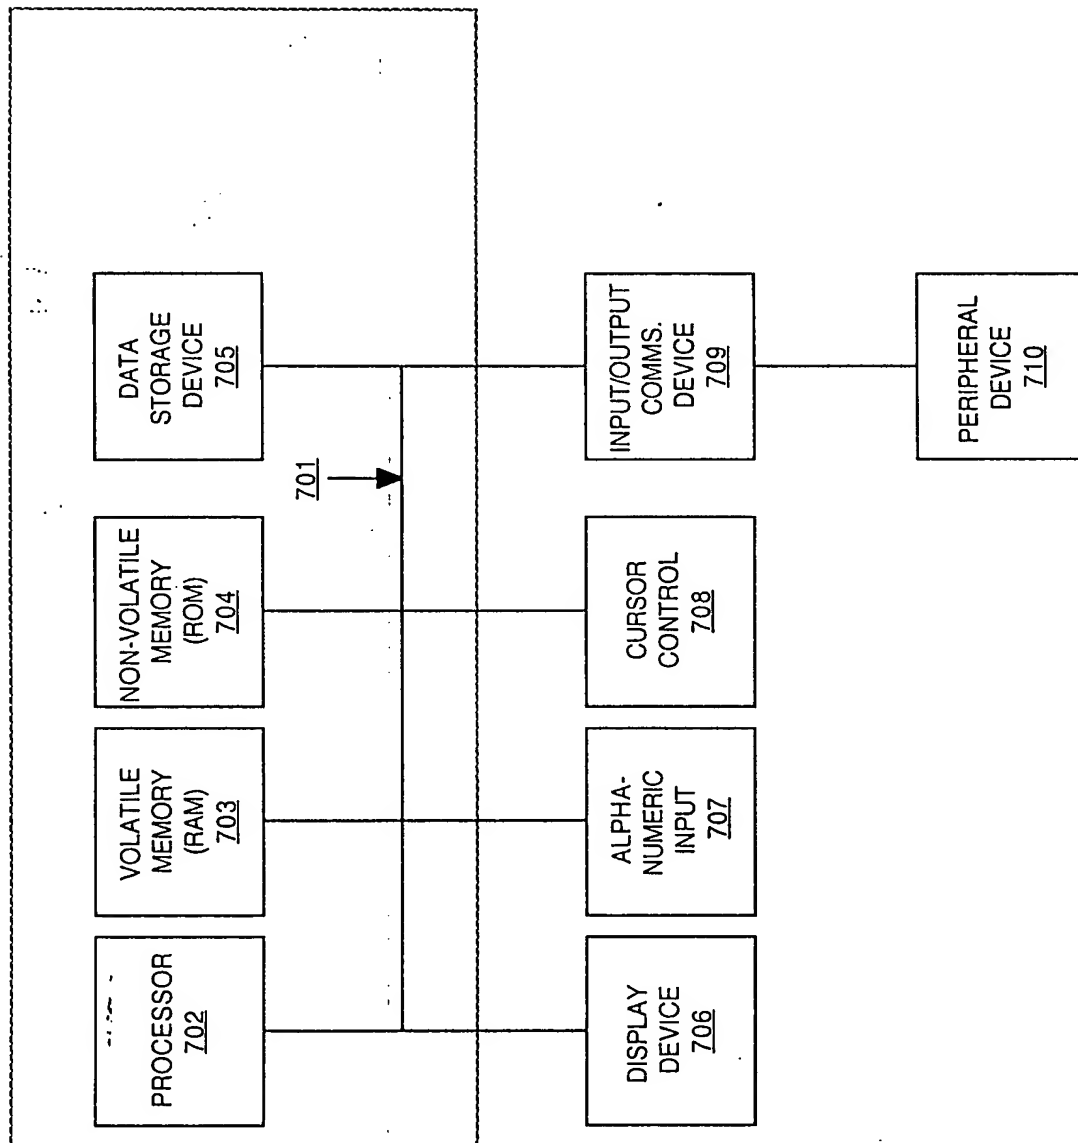 PROCESSOR
702
VOLATILE
MEMORY
(RAM)
703
NON-VOLATILE
MEMORY
(ROM)
704
DATA
STORAGE
DEVICE
705
701
DISPLAY
DEVICE
706
ALPHA-
NUMERIC
INPUT
707
CURSOR
CONTROL
708
INPUT/OUTPUT
COMMS.
DEVICE
709
PERIPHERAL
DEVICE
710